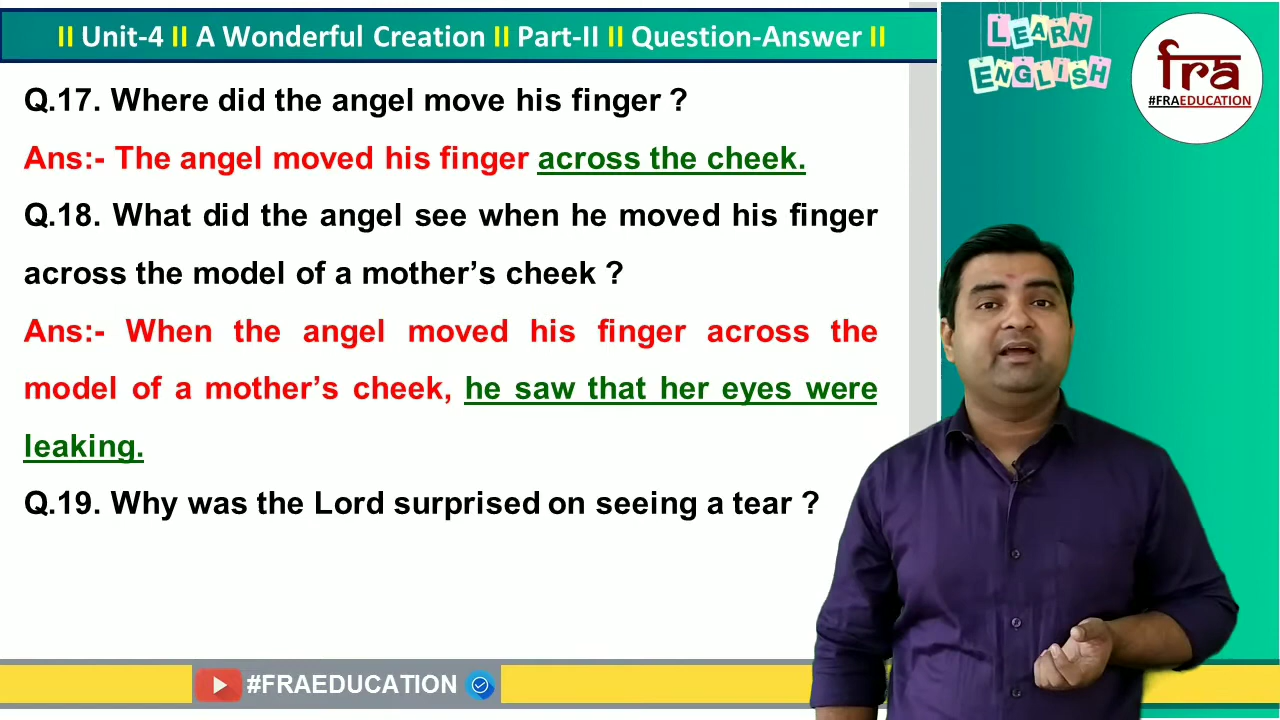 II Unit-4 II A Wonderful Creation II Part-II II Question-Answer II
LEARN
ENGLISH
fra
#FRAEDUCATION
Q.17. Where did the angel move his finger ?
Ans:- The angel moved his finger across the cheek.
Q.18. What did the angel see when he moved his finger
across the model of a mother’s cheek ?
Ans:- When the angel moved his finger across the
model of a mother’s cheek, he saw that her eyes were
leaking.
Q.19. Why was the Lord surprised on seeing a tear ?
#FRAEDUCATION